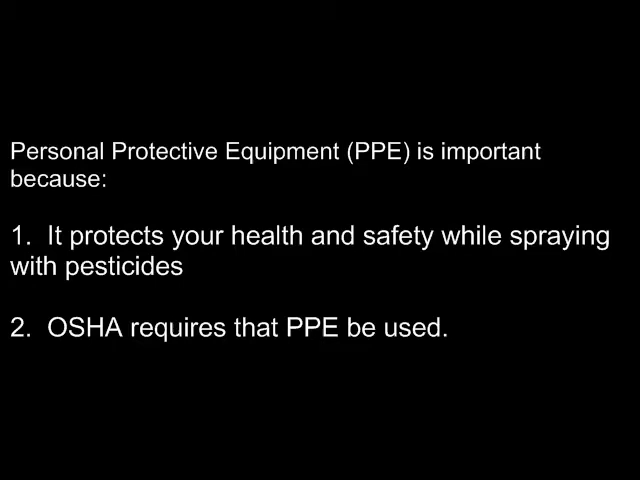 Personal Protective Equipment (PPE) is important
because:
1.  It protects your health and safety while spraying
with pesticides
2.  OSHA requires that PPE be used.